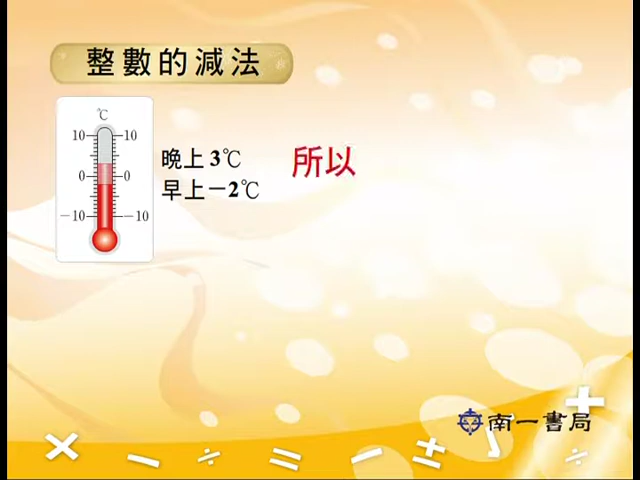 整數的減法
℃
10 10
0 0
－10 －10
晚上 3℃
早上－2℃
所以
南一書局
× － ÷ = － ± ∫ + ÷